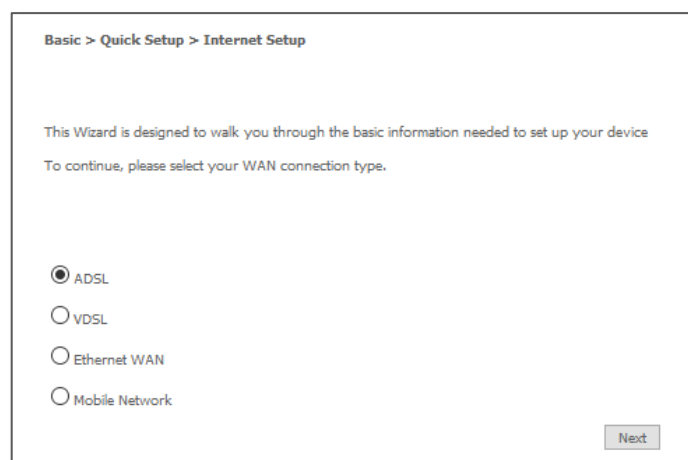 Basic > Quick Setup > Internet Setup
This Wizard is designed to walk you through the basic information needed to set up your device
To continue, please select your WAN connection type.
ADSL
VDSL
Ethernet WAN
Mobile Network
Next